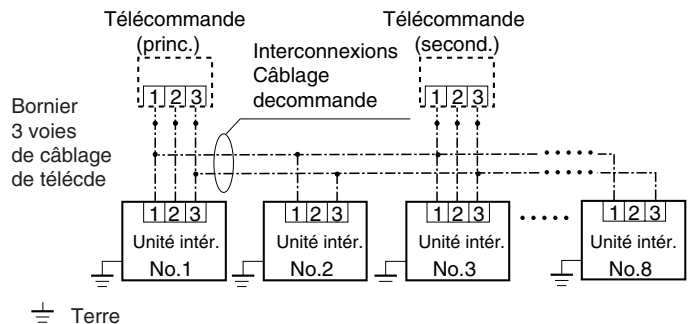 Télécommande
(princ.)
Télécommande
(second.)
Interconnexions
Câblage
decommande
1 2 3
1 2 3
Bornier
3 voies
de câblage
de télécde
1 2 3
1 2 3
1 2 3
1 2 3
Unité intér.
No.1
Unité intér.
No.2
Unité intér.
No.3
Unité intér.
No.8
Terre